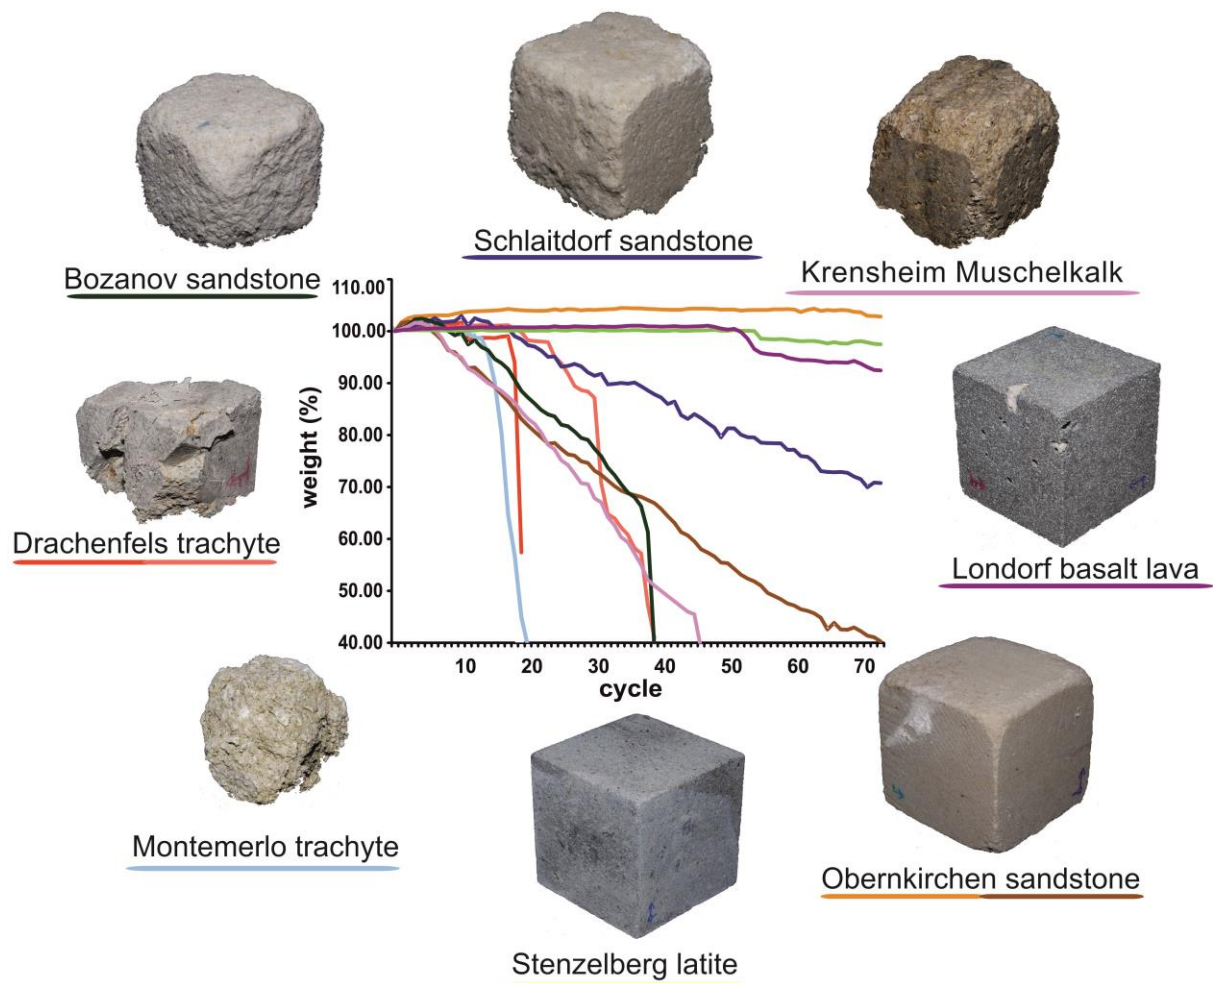 Schlaitdorf sandstone
Bozanov sandstone
Krensheim Muschelkalk
110.00
100.00
90.00
80.00
70.00
60.00
50.00
40.00
weight (%)
10 20 30 40 50 60 70
cycle
Drachenfels trachyte
Londorf basalt lava
Montemerlo trachyte
Obernkirchen sandstone
Stenzelberg latite